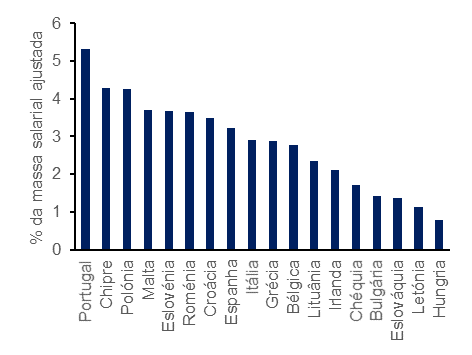 % da massa salarial ajustada
6
5
4
3
2
1
0
Portugal
Chipre
Polónia
Malta
Eslovénia
Roménia
Croácia
Espanha
Itália
Grécia
Bélgica
Lituânia
Irlanda
Chéquia
Bulgária
Eslováquia
Letónia
Hungria